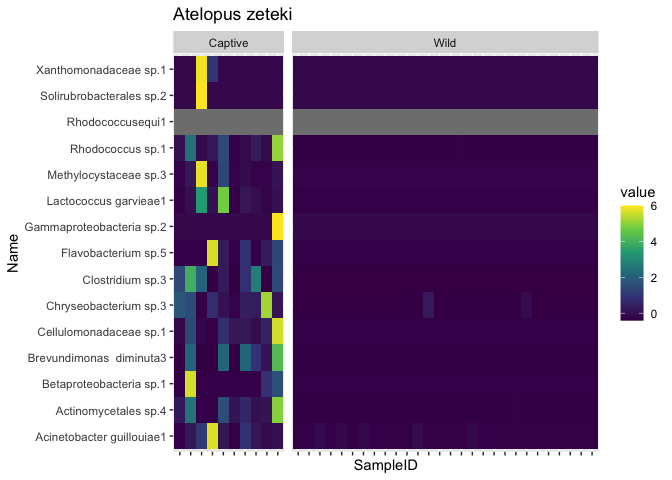 Atelopus zeteki
Captive
Wild
Xanthomonadaceae sp.1
Solirubrobacterales sp.2
Rhodococcusequi1
Rhodococcus sp.1
Methylocystaceae sp.3
Lactococcus garvieae1
Gammaproteobacteria sp.2
Flavobacterium sp.5
Clostridium sp.3
Chryseobacterium sp.3
Cellulomonadaceae sp.1
Brevundimonas  diminuta3
Betaproteobacteria sp.1
Actinomycetales sp.4
Acinetobacter guillouiae1
Name
SampleID
value
6
4
2
0